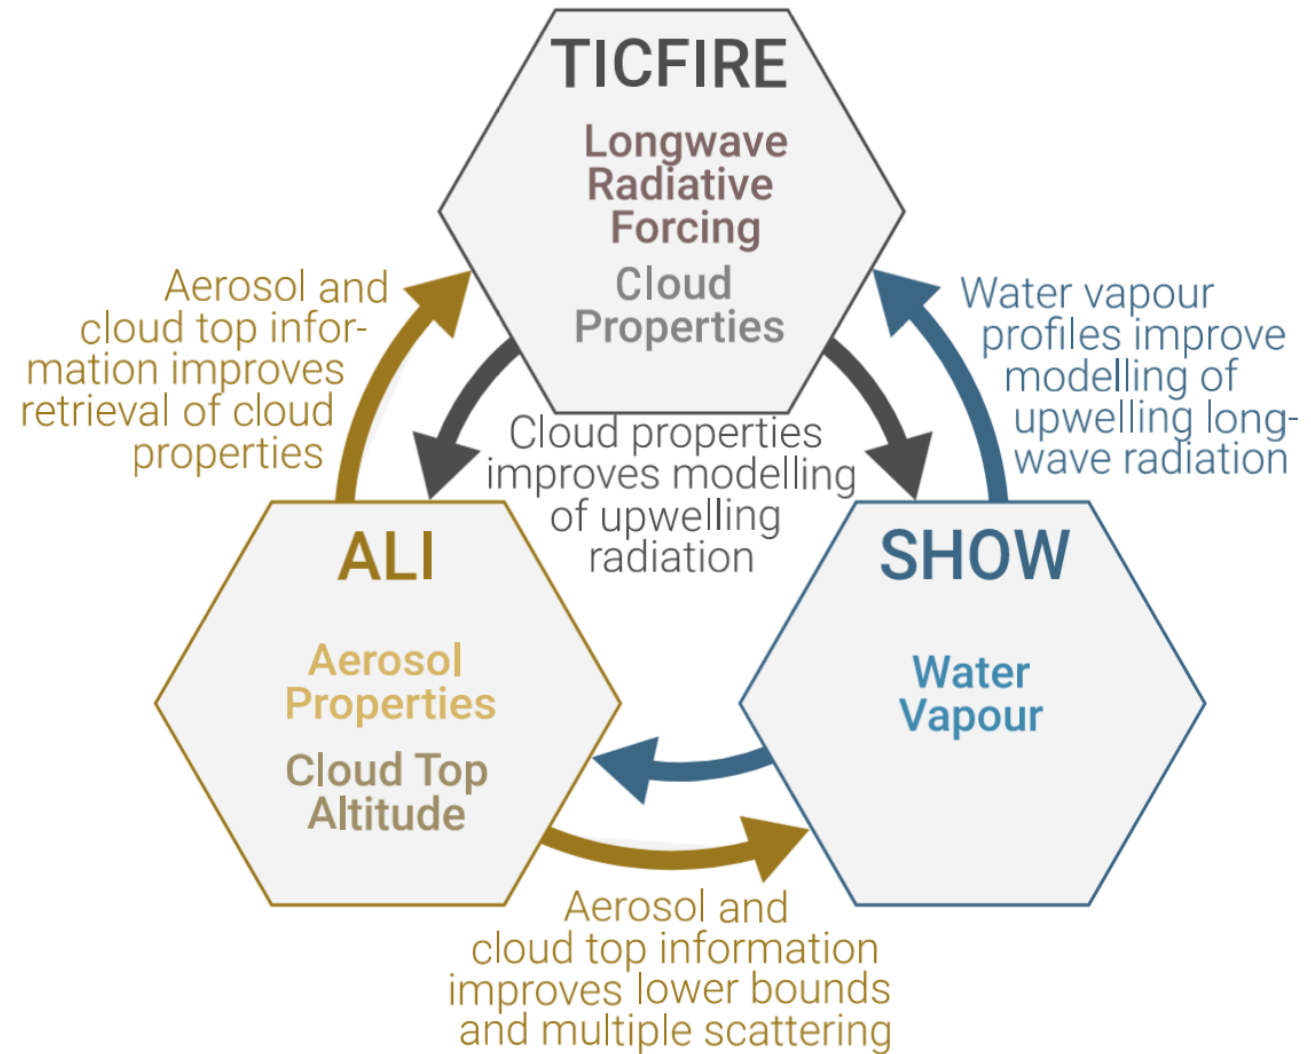 TICFIRE
Longwave
Radiative
Forcing
Cloud
Properties
Aerosol and
cloud top infor-
mation improves
retrieval of cloud
properties
Water vapour
profiles improve
modelling of
upwelling long-
wave radiation
Cloud properties
improves modelling
of upwelling
radiation
ALI
Aerosol
Properties
Cloud Top
Altitude
SHOW
Water
Vapour
Aerosol and
cloud top information
improves lower bounds
and multiple scattering